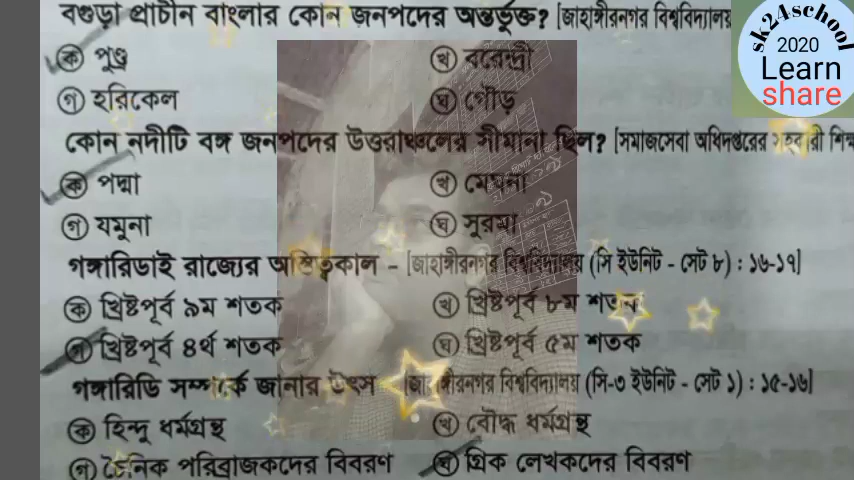 বগুড়া প্রাচীন বাংলার কোন জনপদের অন্তর্ভুক্ত? [জাহাঙ্গীরনগর বিশ্ববিদ্যালয়
sk24school
2020
Learn
share
ক পুণ্ড্র খ বরেন্দ্রী
গ হরিকেল ঘ গৌড়
কোন নদীটি বঙ্গ জনপদের উত্তরাঞ্চলের সীমানা ছিল? [সমাজসেবা অধিদপ্তরের
ক পদ্মা খ মেঘনা
গ যমুনা ঘ সুরমা
গঙ্গারিডাই রাজ্যের অস্তিত্বকাল – [জাহাঙ্গীরনগর বিশ্ববিদ্যালয় (সি ইউনিট - সেট ৮) : ১৬-১৭]
ক খ্রিষ্টপূর্ব ৯ম শতক খ খ্রিষ্টপূর্ব ৮ম শতক
গ খ্রিষ্টপূর্ব ৪র্থ শতক ঘ খ্রিষ্টপূর্ব ৫ম শতক
গঙ্গারিডি সম্পর্কে জানার উৎস [জাহাঙ্গীরনগর বিশ্ববিদ্যালয় (সি-৩ ইউনিট - সেট ১) : ১৫-১৬]
ক হিন্দু ধর্মগ্রন্থ খ বৌদ্ধ ধর্মগ্রন্থ
গ চৈনিক পরিব্রাজকদের বিবরণ ঘ গ্রিক লেখকদের বিবরণ